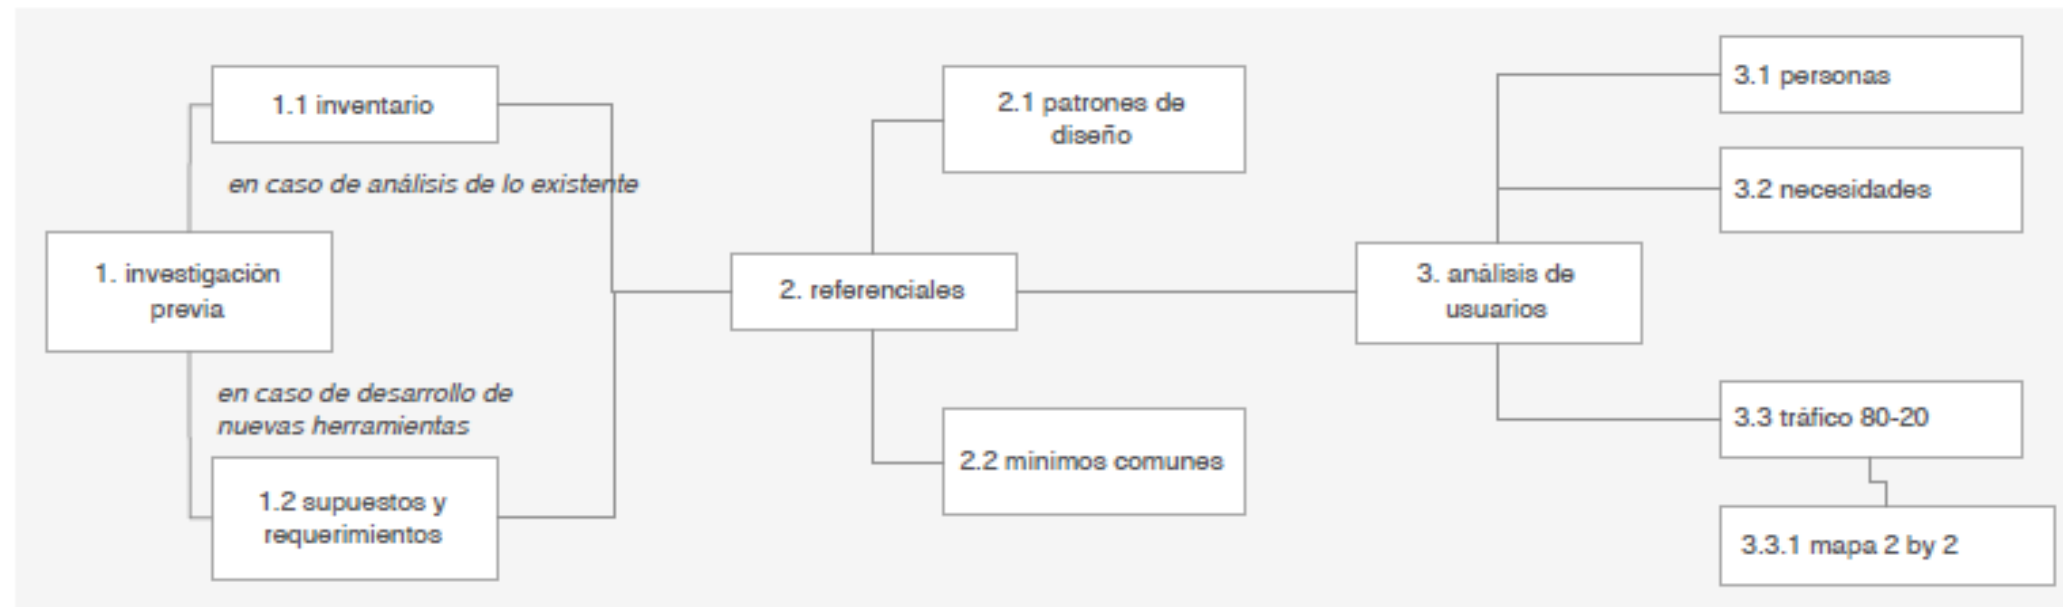 1.1 inventario
en caso de análisis de lo existente
1. investigación
previa
en caso de desarrollo de
nuevas herramientas
1.2 supuestos y
requerimientos
2.1 patrones de
diseño
2. referenciales
2.2 mínimos comunes
3.1 personas
3.2 necesidades
3. análisis de
usuarios
3.3 tráfico 80-20
3.3.1 mapa 2 by 2